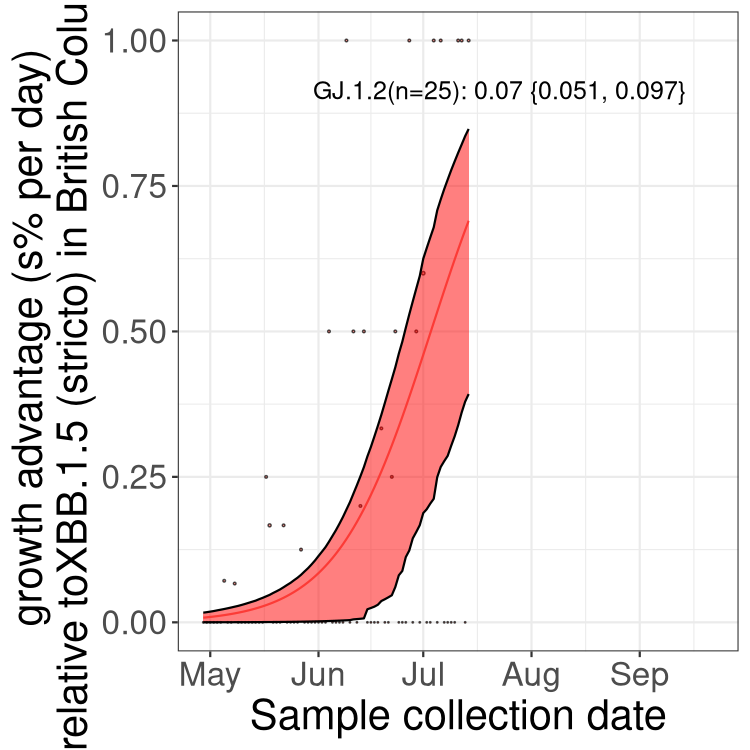 growth advantage (s% per day)
relative toXBB.1.5 (stricto) in British Colu
1.00
0.75
0.50
0.25
0.00
GJ.1.2(n=25): 0.07 {0.051, 0.097}
May Jun Jul Aug Sep
Sample collection date